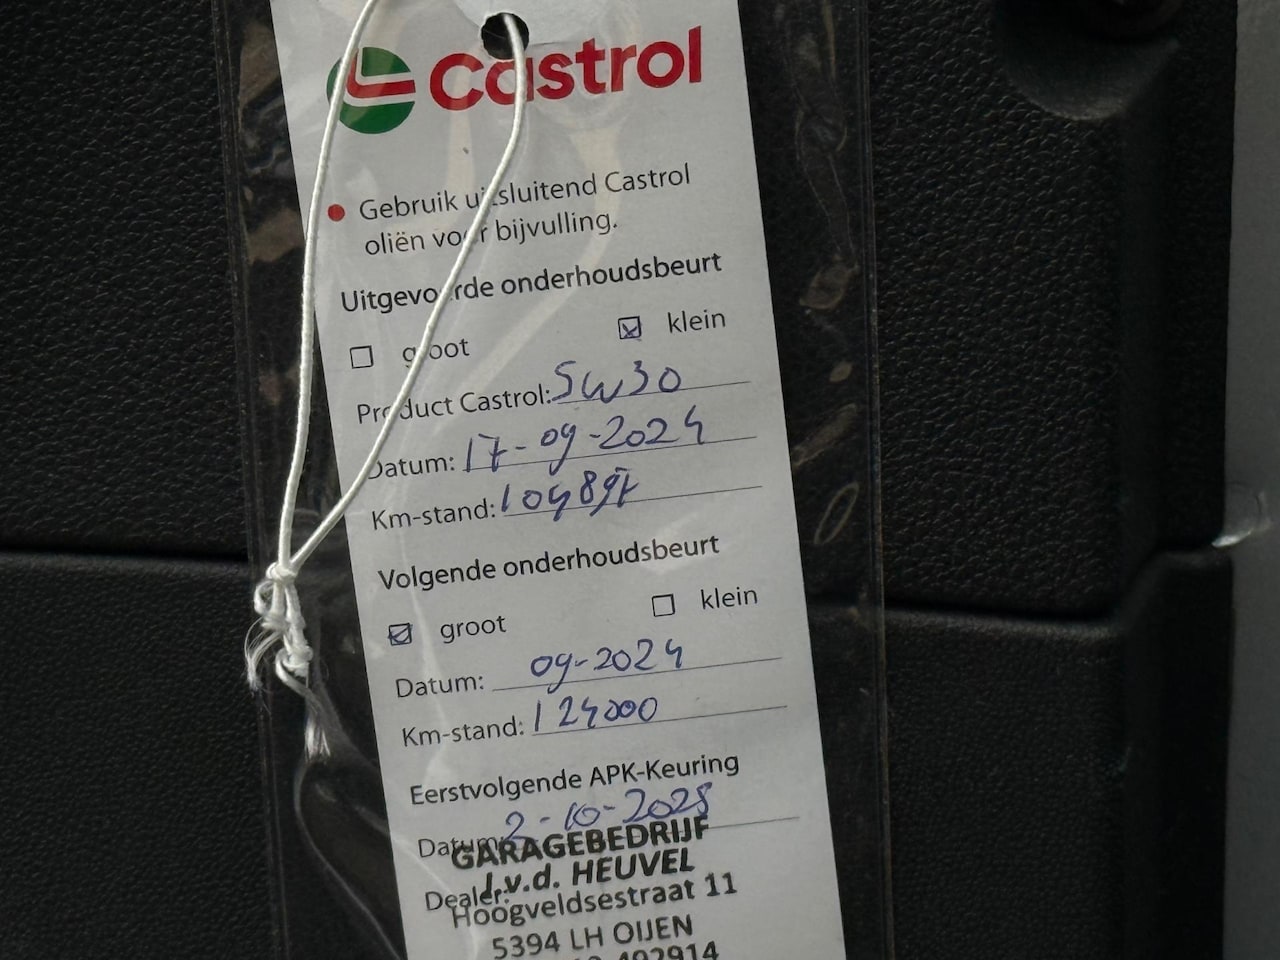 Castrol
Gebruik uitsluitend Castrol
oliën voor bijvulling.
Uitgevoerde onderhoudsbeurt
groot klein
Product Castrol: 5W30
Datum: 17-09-2024
Km-stand: 104897
Volgende onderhoudsbeurt
groot klein
Datum: 09-2024
Km-stand: 124000
Eerstvolgende APK-Keuring
Datum: 2-10-2025
GARAGEBEDRIJF
J.v.d. HEUVEL
Dealer:
Hoogveldsestraat 11
5394 LH OIJEN
402914